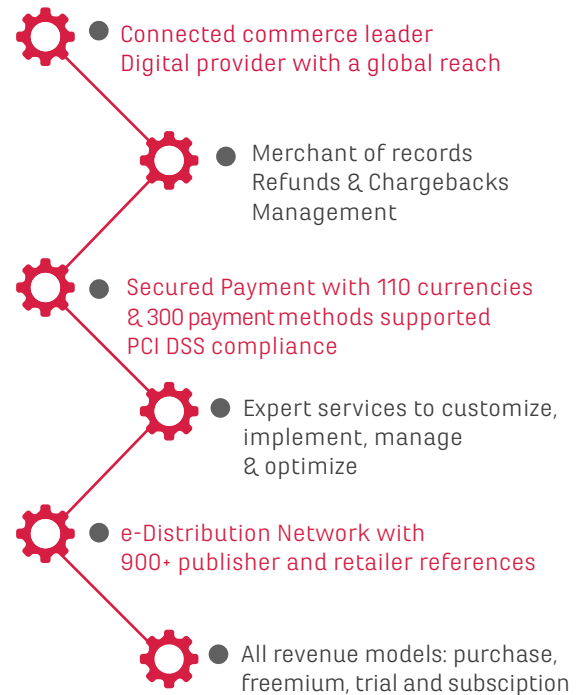 Connected commerce leader
Digital provider with a global reach
Merchant of records
Refunds & Chargebacks
Management
Secured Payment with 110 currencies
& 300 payment methods supported
PCI DSS compliance
Expert services to customize,
implement, manage
& optimize
e-Distribution Network with
900+ publisher and retailer references
All revenue models: purchase,
freemium, trial and subsciption